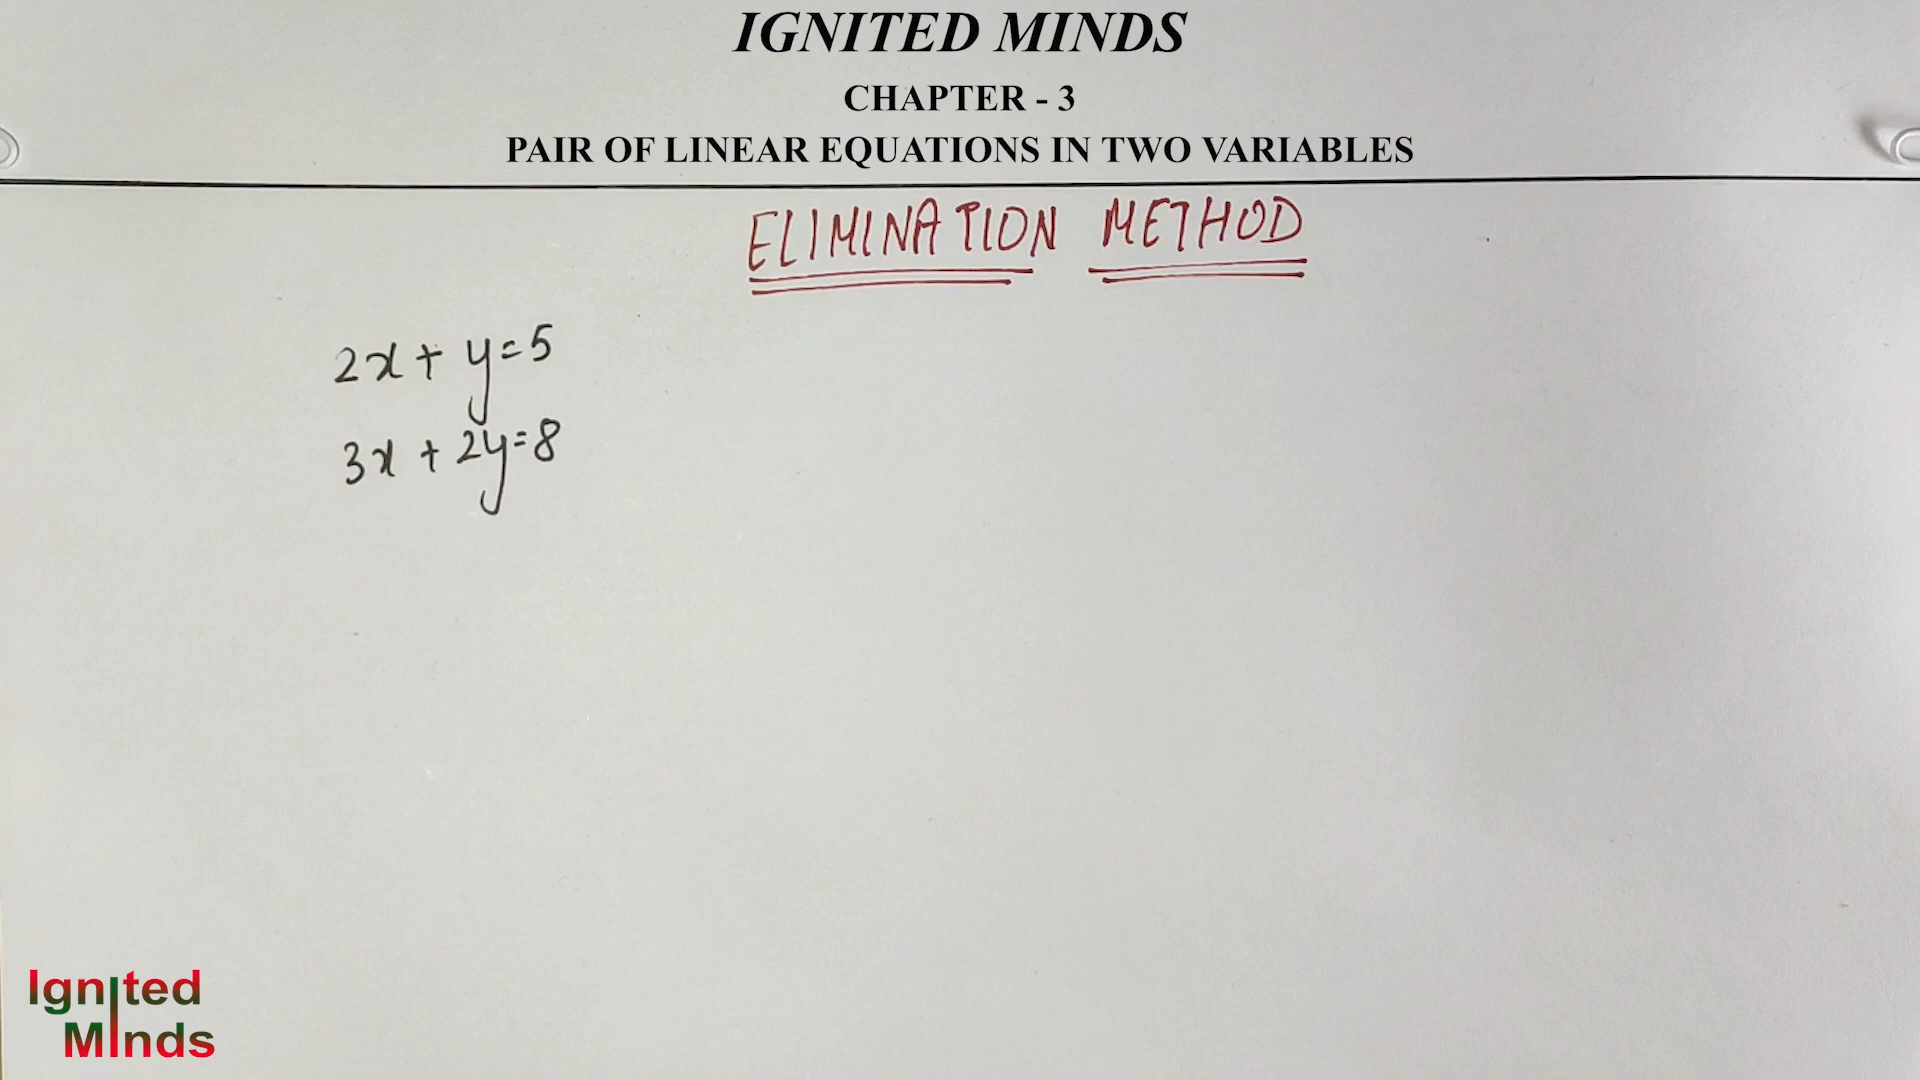 IGNITED MINDS
CHAPTER - 3
PAIR OF LINEAR EQUATIONS IN TWO VARIABLES
ELIMINATION METHOD
2x + y = 5
3x + 2y = 8
Ignited
Minds